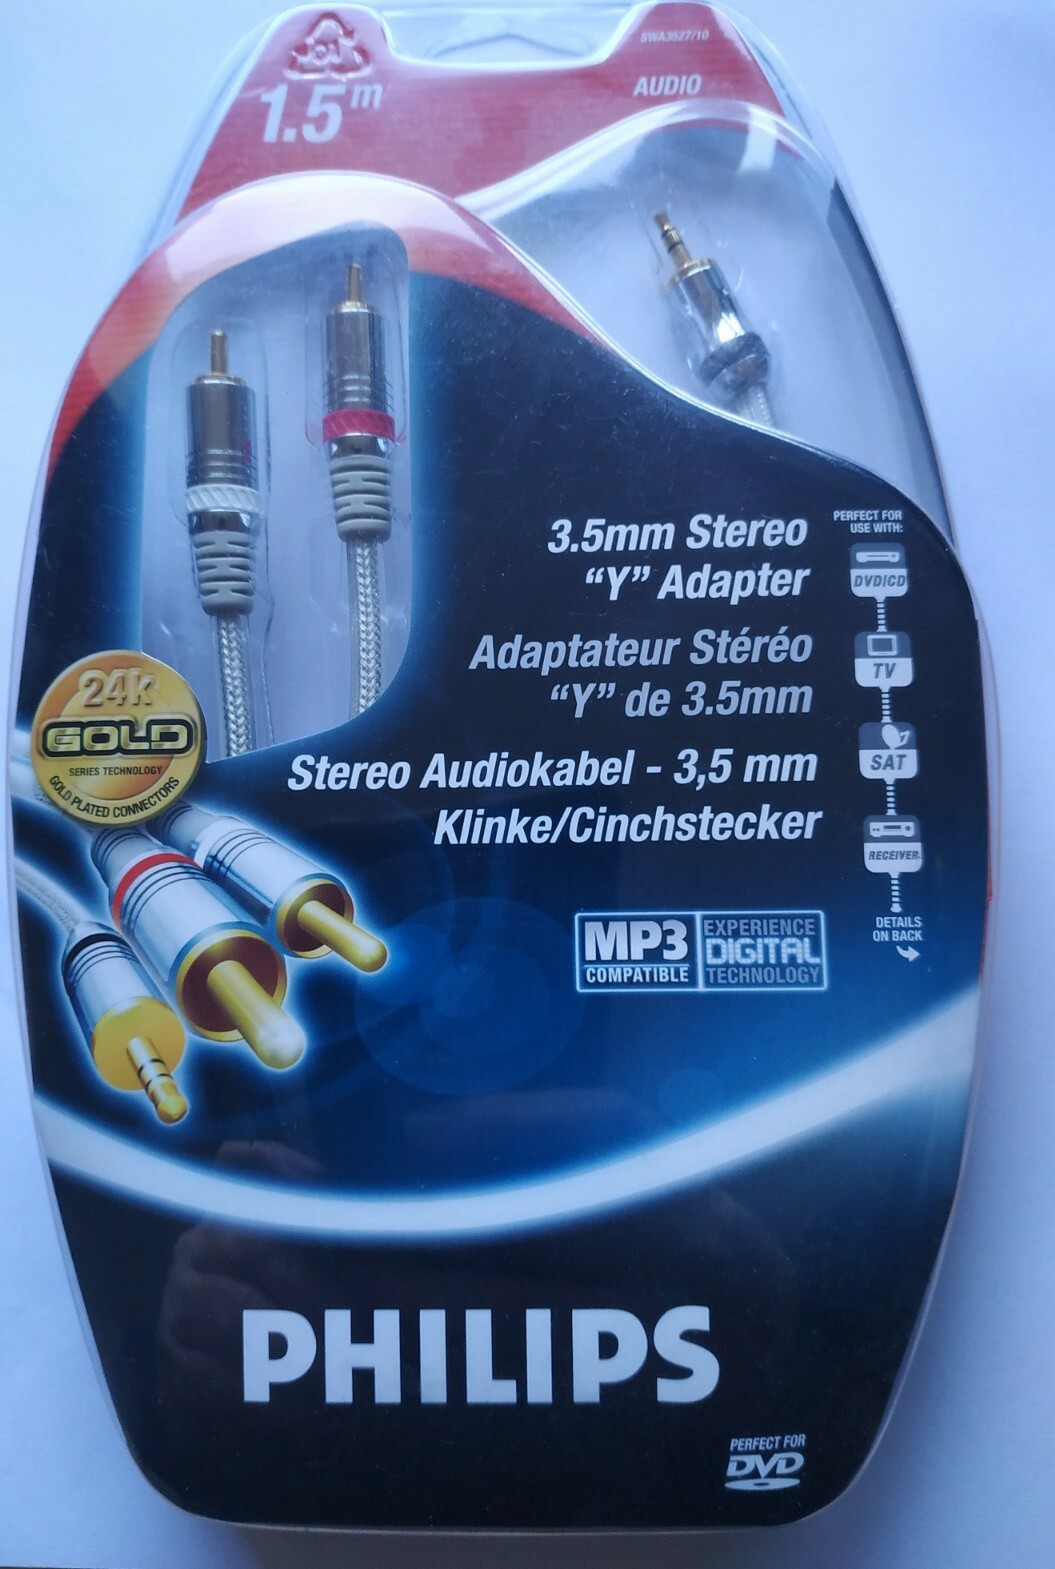 SWA3527/10
01
1.5m
AUDIO
PERFECT FOR
USE WITH:
3.5mm Stereo
“Y” Adapter
DVD/CD
Adaptateur Stéréo
“Y” de 3.5mm
TV
24k
GOLD
SERIES TECHNOLOGY
GOLD PLATED CONNECTORS
Stereo Audiokabel - 3,5 mm
Klinke/Cinchstecker
SAT
RECEIVER
DETAILS
ON BACK
MP3
COMPATIBLE
EXPERIENCE
DIGITAL
TECHNOLOGY
PHILIPS
PERFECT FOR
DVD